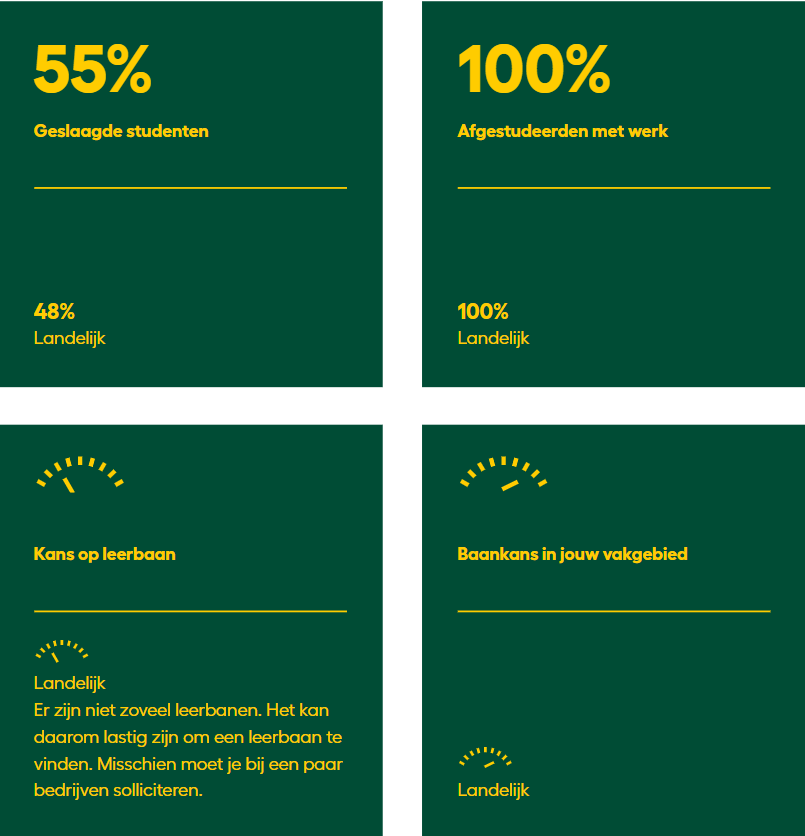 55%
Geslaagde studenten
48%
Landelijk
100%
Afgestudeerden met werk
100%
Landelijk
Kans op leerbaan
Landelijk
Er zijn niet zoveel leerbanen. Het kan
daarom lastig zijn om een leerbaan te
vinden. Misschien moet je bij een paar
bedrijven solliciteren.
Baankans in jouw vakgebied
Landelijk